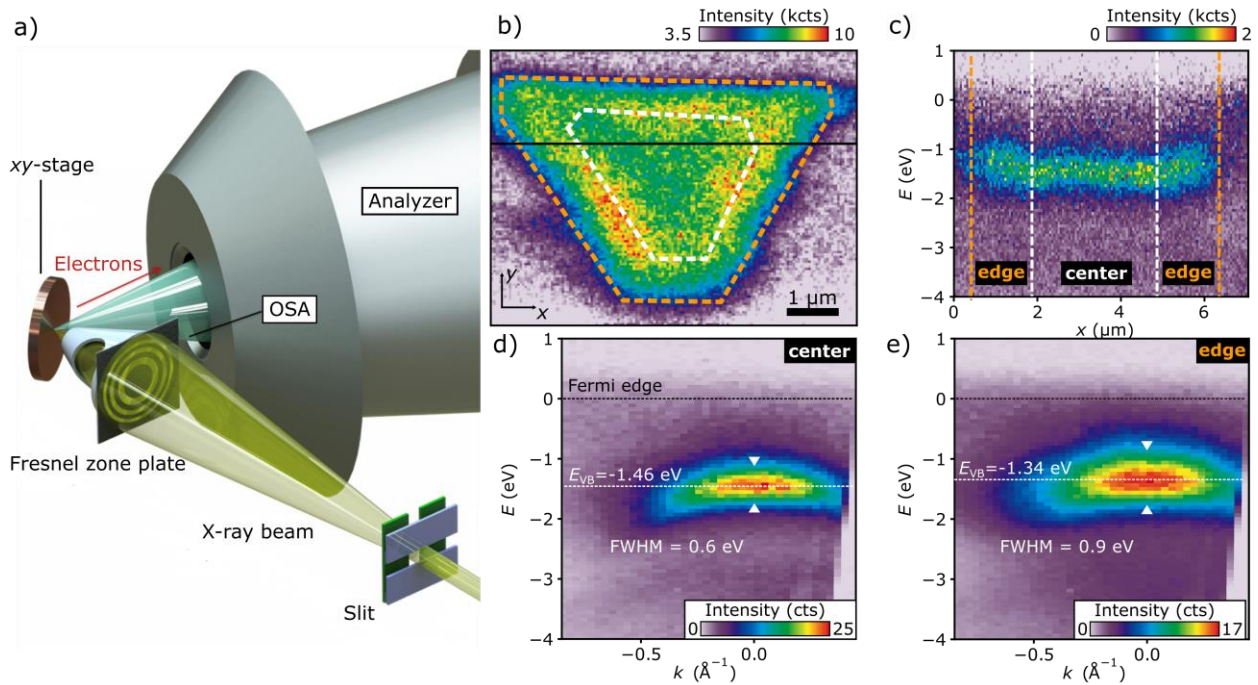 a)
xy-stage
Electrons
Analyzer
OSA
Fresnel zone plate
X-ray beam
Slit
b)
Intensity (kcts)
3.5 10
y
x
1 µm
c)
Intensity (kcts)
0 2
1
0
−1
−2
−3
−4
E (eV)
edge center edge
0 2 4 6
x (µm)
d)
center
1
0
−1
−2
−3
−4
E (eV)
Fermi edge
EVB=-1.46 eV
FWHM = 0.6 eV
Intensity (cts)
0 25
−0.5 0.0
k (Å⁻¹)
e)
edge
1
0
−1
−2
−3
−4
E (eV)
EVB=-1.34 eV
FWHM = 0.9 eV
Intensity (cts)
0 17
−0.5 0.0
k (Å⁻¹)